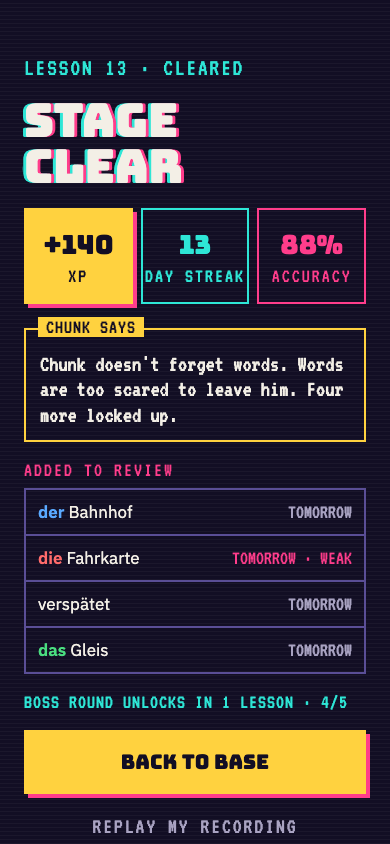 LESSON 13 · CLEARED
STAGE
CLEAR
+140
XP
13
DAY STREAK
88%
ACCURACY
CHUNK SAYS
Chunk doesn't forget words. Words
are too scared to leave him. Four
more locked up.
ADDED TO REVIEW
der Bahnhof TOMORROW
die Fahrkarte TOMORROW · WEAK
verspätet TOMORROW
das Gleis TOMORROW
BOSS ROUND UNLOCKS IN 1 LESSON · 4/5
BACK TO BASE
REPLAY MY RECORDING